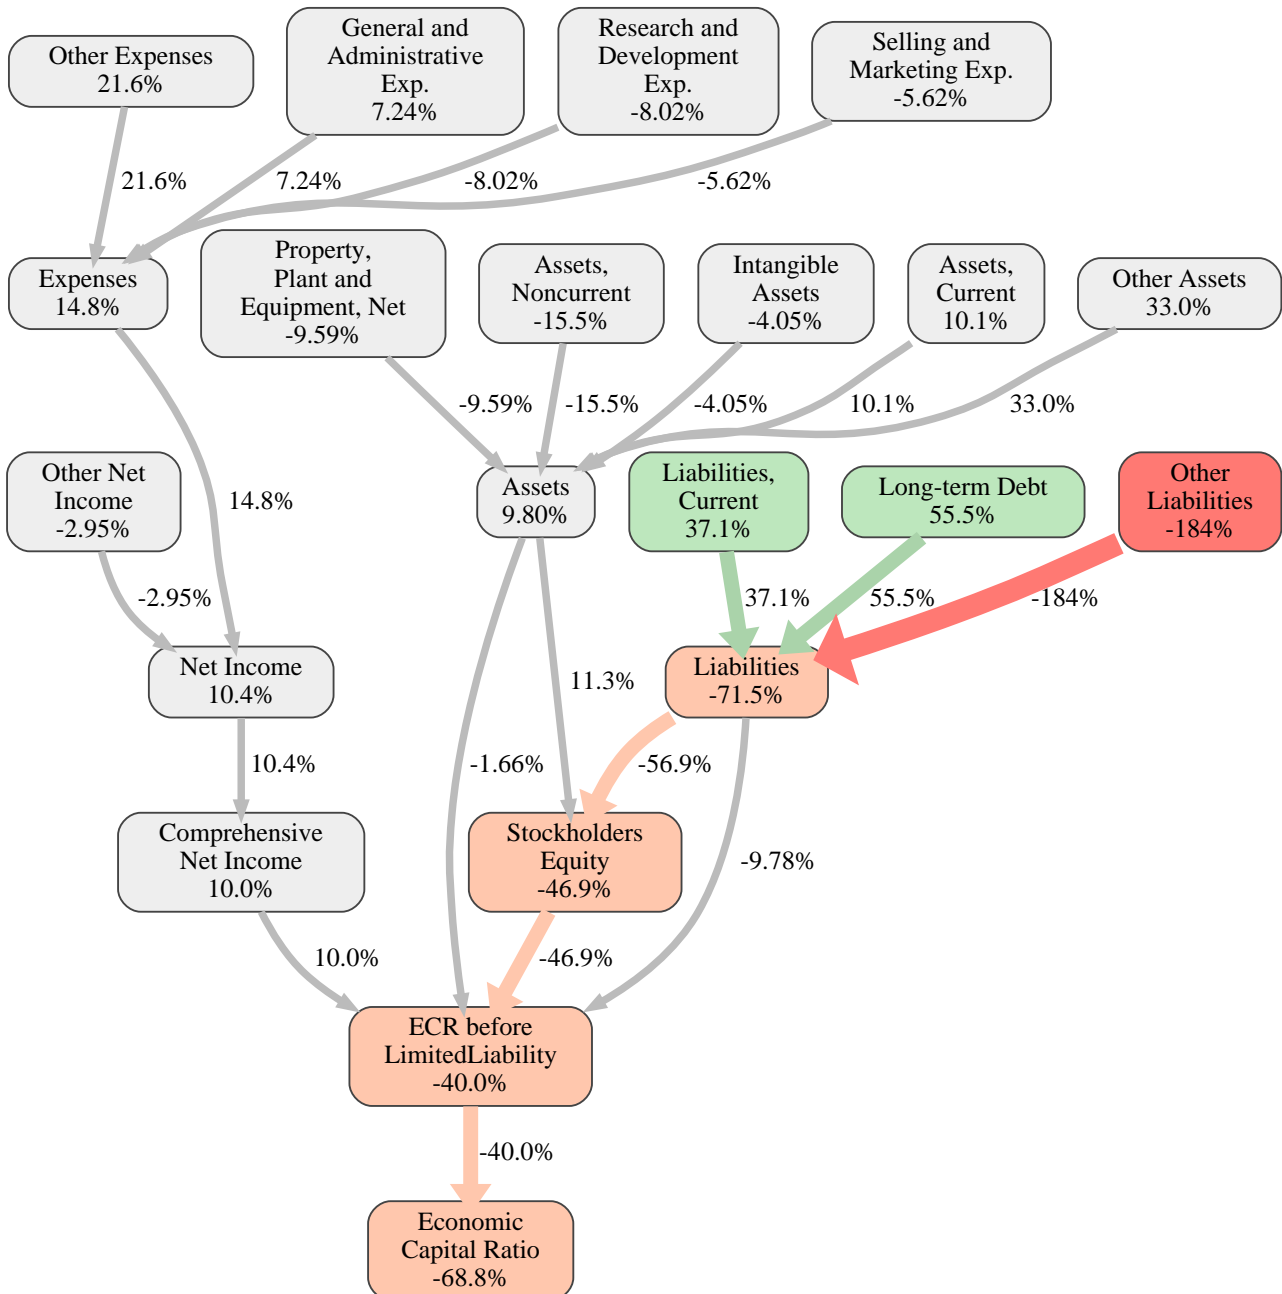 Other Expenses
21.6%
General and
Administrative
Exp.
7.24%
Research and
Development
Exp.
-8.02%
Selling and
Marketing Exp.
-5.62%
21.6%
7.24%
-8.02%
-5.62%
Expenses
14.8%
Property,
Plant and
Equipment, Net
-9.59%
Assets,
Noncurrent
-15.5%
Intangible
Assets
-4.05%
Assets,
Current
10.1%
Other Assets
33.0%
-9.59%
-15.5%
-4.05%
10.1%
33.0%
Other Net
Income
-2.95%
14.8%
Assets
9.80%
Liabilities,
Current
37.1%
Long-term Debt
55.5%
Other
Liabilities
-184%
-2.95%
37.1%
55.5%
-184%
Net Income
10.4%
11.3%
Liabilities
-71.5%
10.4%
-1.66%
-56.9%
Comprehensive
Net Income
10.0%
Stockholders
Equity
-46.9%
-9.78%
10.0%
-46.9%
ECR before
LimitedLiability
-40.0%
-40.0%
Economic
Capital Ratio
-68.8%